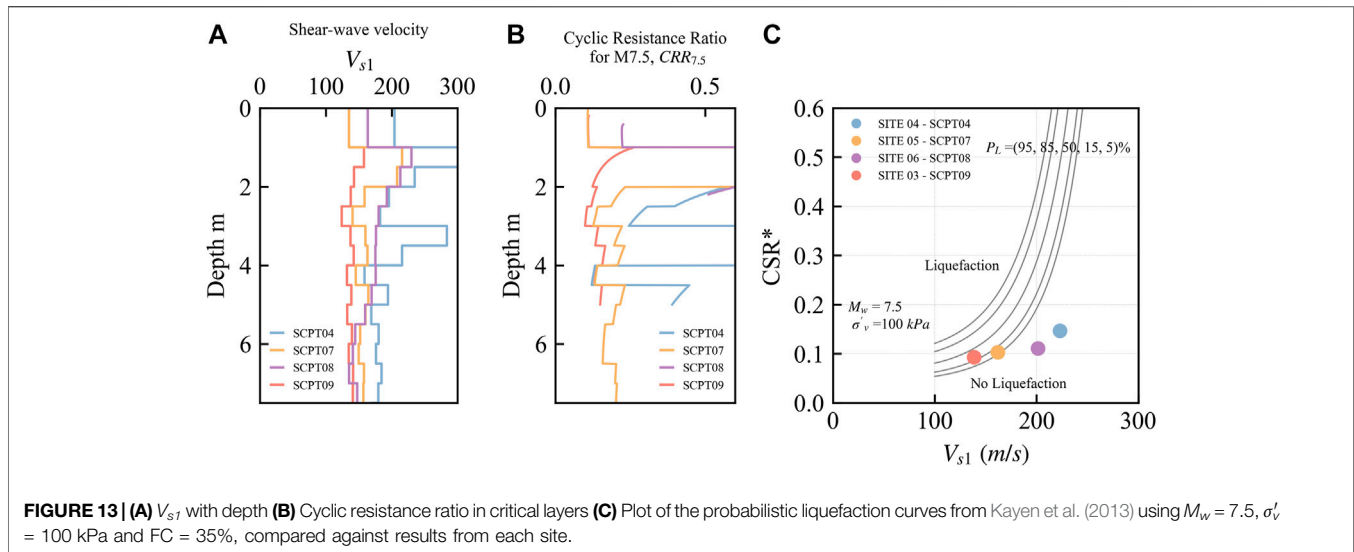 A
Shear-wave velocity
Vs1
0 100 200 300
0
2
4
6
Depth m
SCPT04
SCPT07
SCPT08
SCPT09
B
Cyclic Resistance Ratio
for M7.5, CRR7.5
0.0 0.5
0
2
4
6
Depth m
SCPT04
SCPT07
SCPT08
SCPT09
C
0.6
0.5
0.4
0.3
0.2
0.1
0.0
CSR*
SITE 04 - SCPT04
SITE 05 - SCPT07
SITE 06 - SCPT08
SITE 03 - SCPT09
PL =(95, 85, 50, 15, 5)%
Liquefaction
Mw = 7.5
σ′v =100 kPa
No Liquefaction
0 100 200 300
Vs1 (m/s)
FIGURE 13 | (A) Vs1 with depth (B) Cyclic resistance ratio in critical layers (C) Plot of the probabilistic liquefaction curves from Kayen et al. (2013) using Mw = 7.5, σ′v
= 100 kPa and FC = 35%, compared against results from each site.